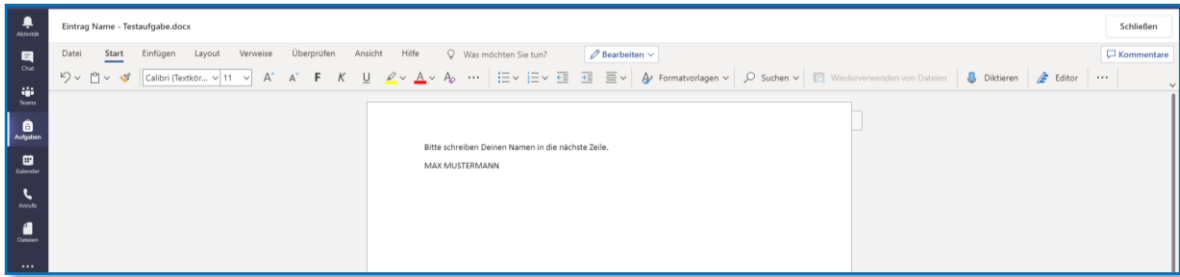 Eintrag Name - Testaufgabe.docx
Schließen
Datei Start Einfügen Layout Verweise Überprüfen Ansicht Hilfe Was möchten Sie tun? Bearbeiten Kommentare
Calibri (Textkör... 11 A A F K U A A ... Formatvorlagen Suchen Wiederverwenden von Dateien Diktieren Editor ...
Aktivität
Chat
Teams
Aufgaben
Kalender
Anrufe
Dateien
...
Bitte schreiben Deinen Namen in die nächste Zeile.
MAX MUSTERMANN